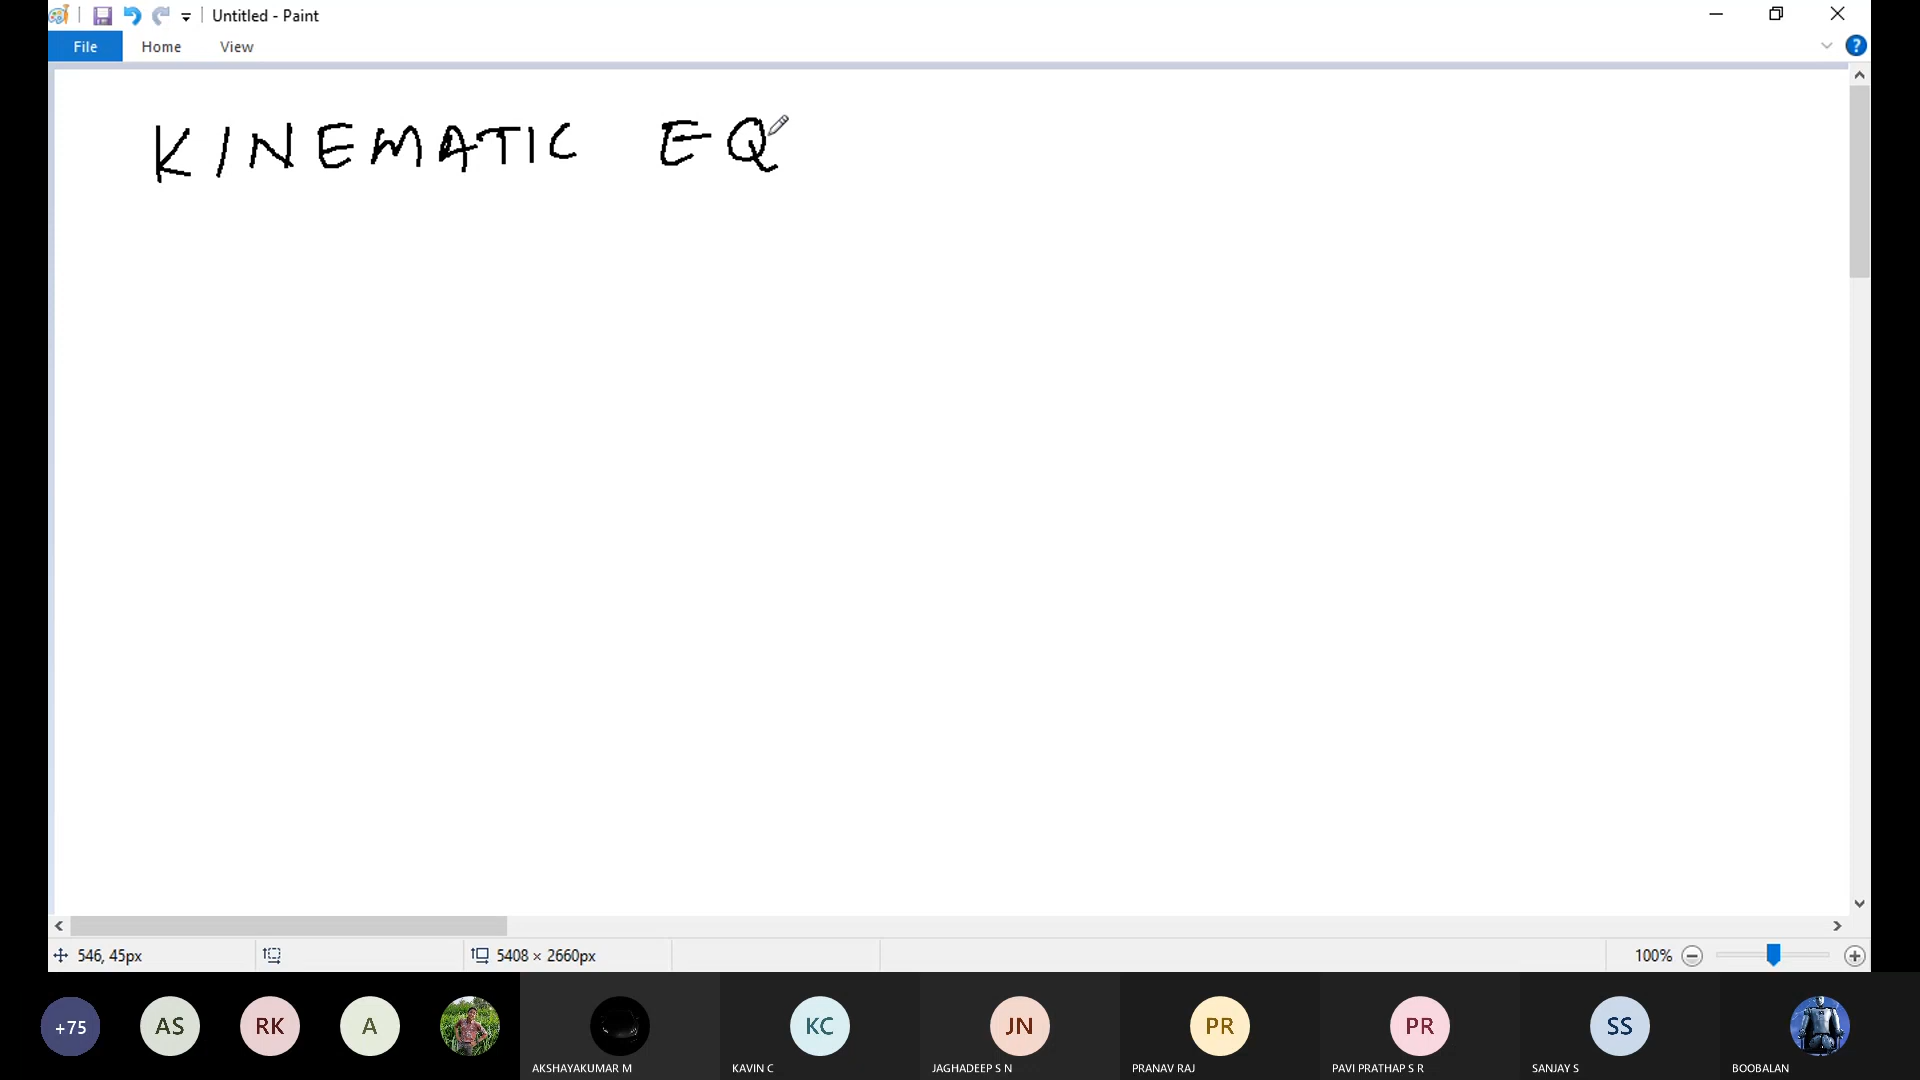 Untitled - Paint
File Home View
KINEMATIC EQ
546, 45px
5408 × 2660px
100%
+75 AS RK A KC JN PR PR SS
AKSHAYAKUMAR M KAVIN C JAGHADEEP S N PRANAV RAJ PAVI PRATHAP S R SANJAY S BOOBALAN